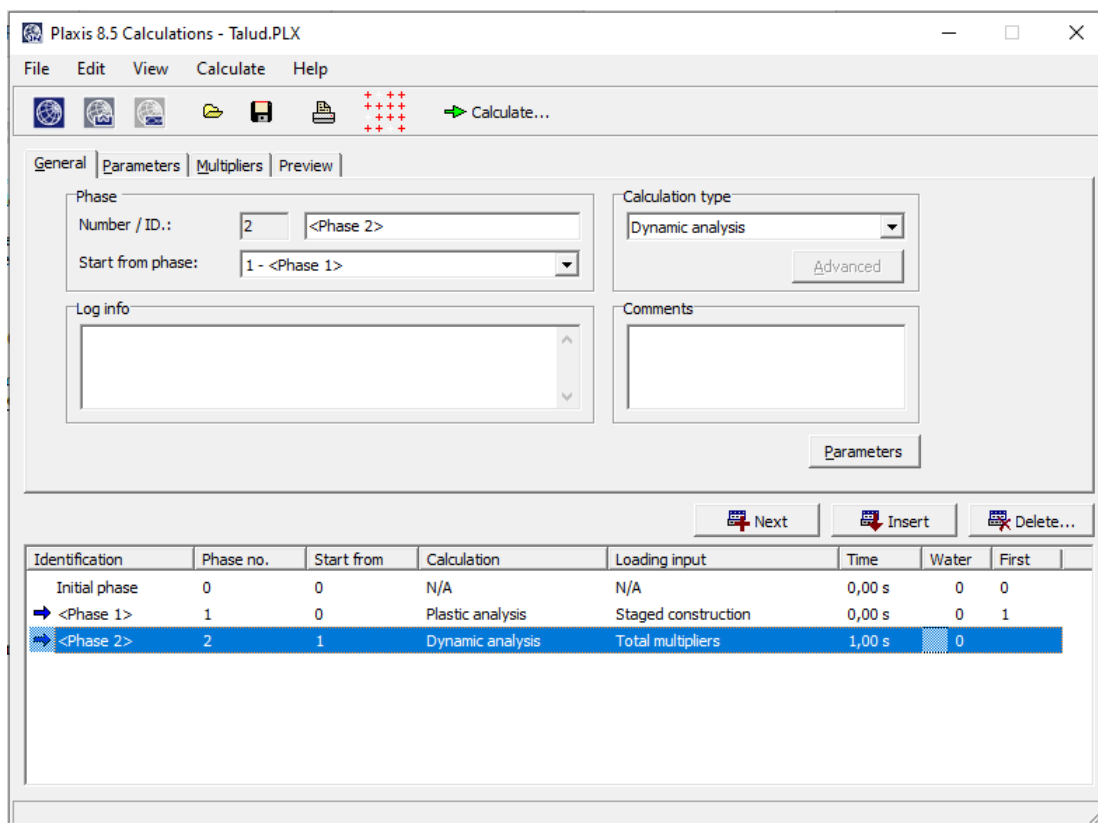 Plaxis 8.5 Calculations - Talud.PLX
File Edit View Calculate Help
Calculate...
General Parameters Multipliers Preview
Phase
Number / ID.: 2 <Phase 2>
Start from phase: 1 - <Phase 1>
Calculation type
Dynamic analysis
Advanced
Log info
Comments
Parameters
Next Insert Delete...
Identification Phase no. Start from Calculation Loading input Time Water First
Initial phase 0 0 N/A N/A 0,00 s 0 0
<Phase 1> 1 0 Plastic analysis Staged construction 0,00 s 0 1
<Phase 2> 2 1 Dynamic analysis Total multipliers 1,00 s 0